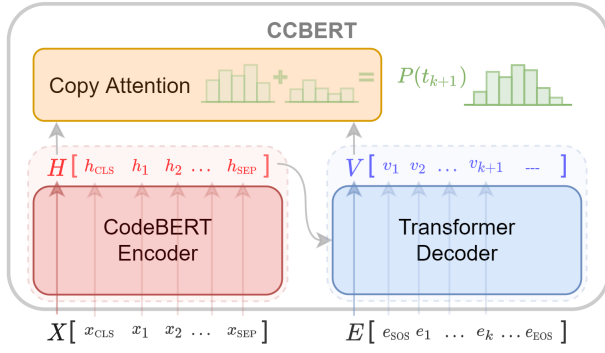 CCBERT
Copy Attention + = P(t_{k+1})
H [ h_CLS h_1 h_2 ... h_SEP ] V [ v_1 v_2 ... v_{k+1} --- ]
CodeBERT Encoder
Transformer Decoder
X [ x_CLS x_1 x_2 ... x_SEP ] E [ e_SOS e_1 ... e_k ... e_EOS ]